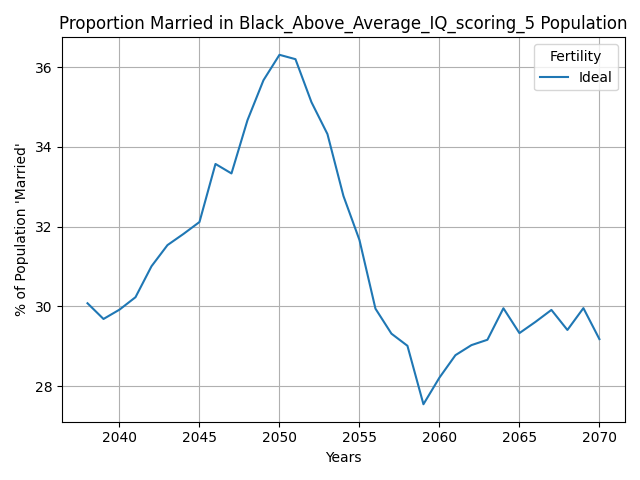 Proportion Married in Black_Above_Average_IQ_scoring_5 Population
Fertility
Ideal
% of Population 'Married'
36
34
32
30
28
2040 2045 2050 2055 2060 2065 2070
Years